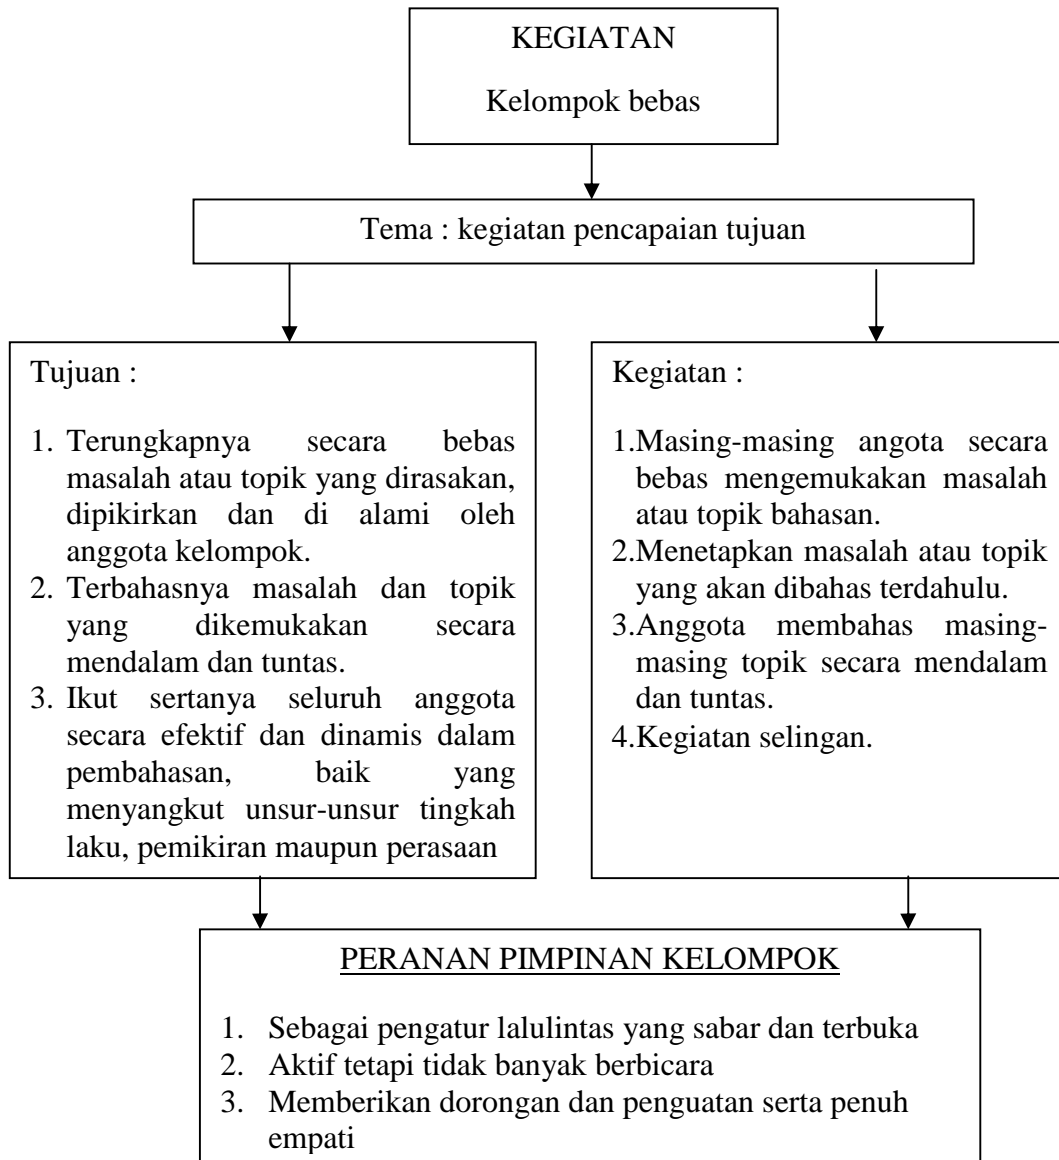 KEGIATAN
Kelompok bebas
Tema : kegiatan pencapaian tujuan
Tujuan :
1. Terungkapnya secara bebas
masalah atau topik yang dirasakan,
dipikirkan dan di alami oleh
anggota kelompok.
2. Terbahasnya masalah dan topik
yang dikemukakan secara
mendalam dan tuntas.
3. Ikut sertanya seluruh anggota
secara efektif dan dinamis dalam
pembahasan, baik yang
menyangkut unsur-unsur tingkah
laku, pemikiran maupun perasaan
Kegiatan :
1.Masing-masing angota secara
bebas mengemukakan masalah
atau topik bahasan.
2.Menetapkan masalah atau topik
yang akan dibahas terdahulu.
3.Anggota membahas masing-
masing topik secara mendalam
dan tuntas.
4.Kegiatan selingan.
PERANAN PIMPINAN KELOMPOK
1. Sebagai pengatur lalulintas yang sabar dan terbuka
2. Aktif tetapi tidak banyak berbicara
3. Memberikan dorongan dan penguatan serta penuh
empati